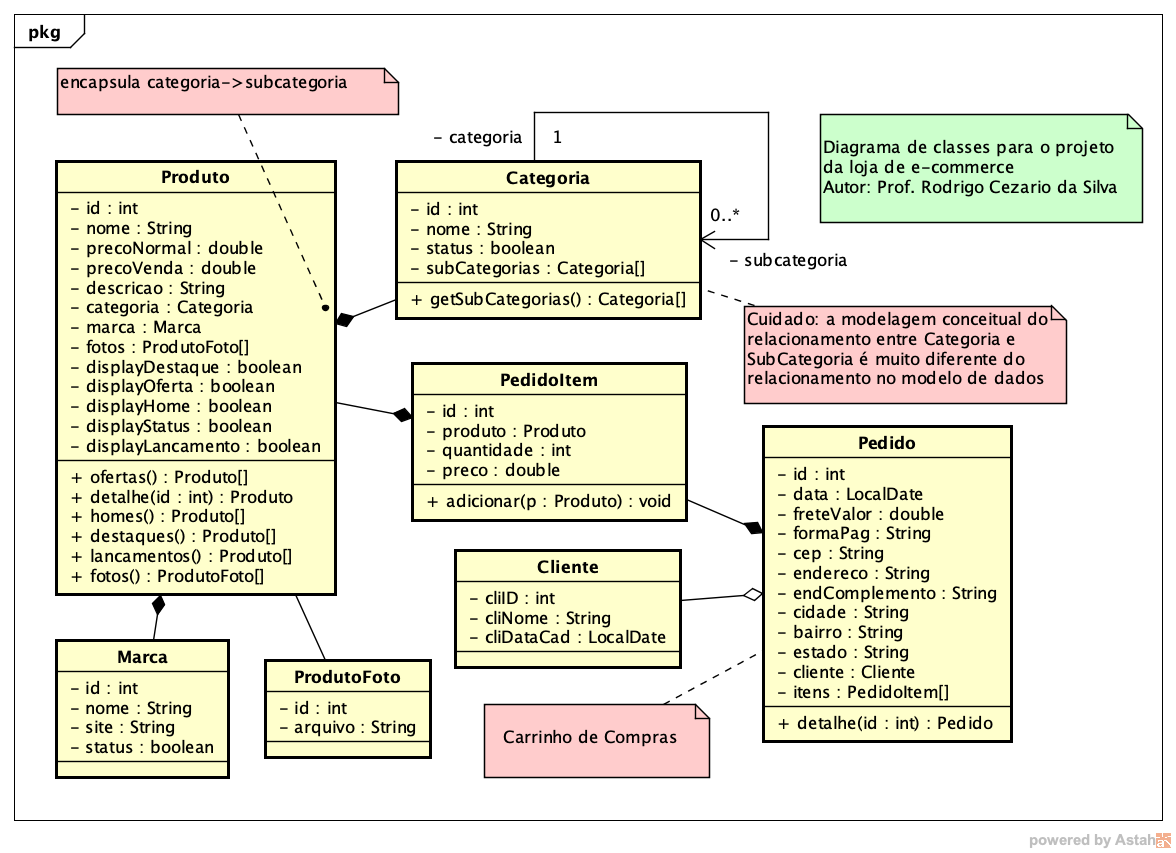 pkg
encapsula categoria->subcategoria
- categoria
1
0..*
- subcategoria
Diagrama de classes para o projeto
da loja de e-commerce
Autor: Prof. Rodrigo Cezario da Silva
Produto
- id : int
- nome : String
- precoNormal : double
- precoVenda : double
- descricao : String
- categoria : Categoria
- marca : Marca
- fotos : ProdutoFoto[]
- displayDestaque : boolean
- displayOferta : boolean
- displayHome : boolean
- displayStatus : boolean
- displayLancamento : boolean
+ ofertas() : Produto[]
+ detalhe(id : int) : Produto
+ homes() : Produto[]
+ destaques() : Produto[]
+ lancamentos() : Produto[]
+ fotos() : ProdutoFoto[]
Categoria
- id : int
- nome : String
- status : boolean
- subCategorias : Categoria[]
+ getSubCategorias() : Categoria[]
Cuidado: a modelagem conceitual do
relacionamento entre Categoria e
SubCategoria é muito diferente do
relacionamento no modelo de dados
PedidoItem
- id : int
- produto : Produto
- quantidade : int
- preco : double
+ adicionar(p : Produto) : void
Pedido
- id : int
- data : LocalDate
- freteValor : double
- formaPag : String
- cep : String
- endereco : String
- endComplemento : String
- cidade : String
- bairro : String
- estado : String
- cliente : Cliente
- itens : PedidoItem[]
+ detalhe(id : int) : Pedido
Cliente
- cliID : int
- cliNome : String
- cliDataCad : LocalDate
Marca
- id : int
- nome : String
- site : String
- status : boolean
ProdutoFoto
- id : int
- arquivo : String
Carrinho de Compras
powered by Astah